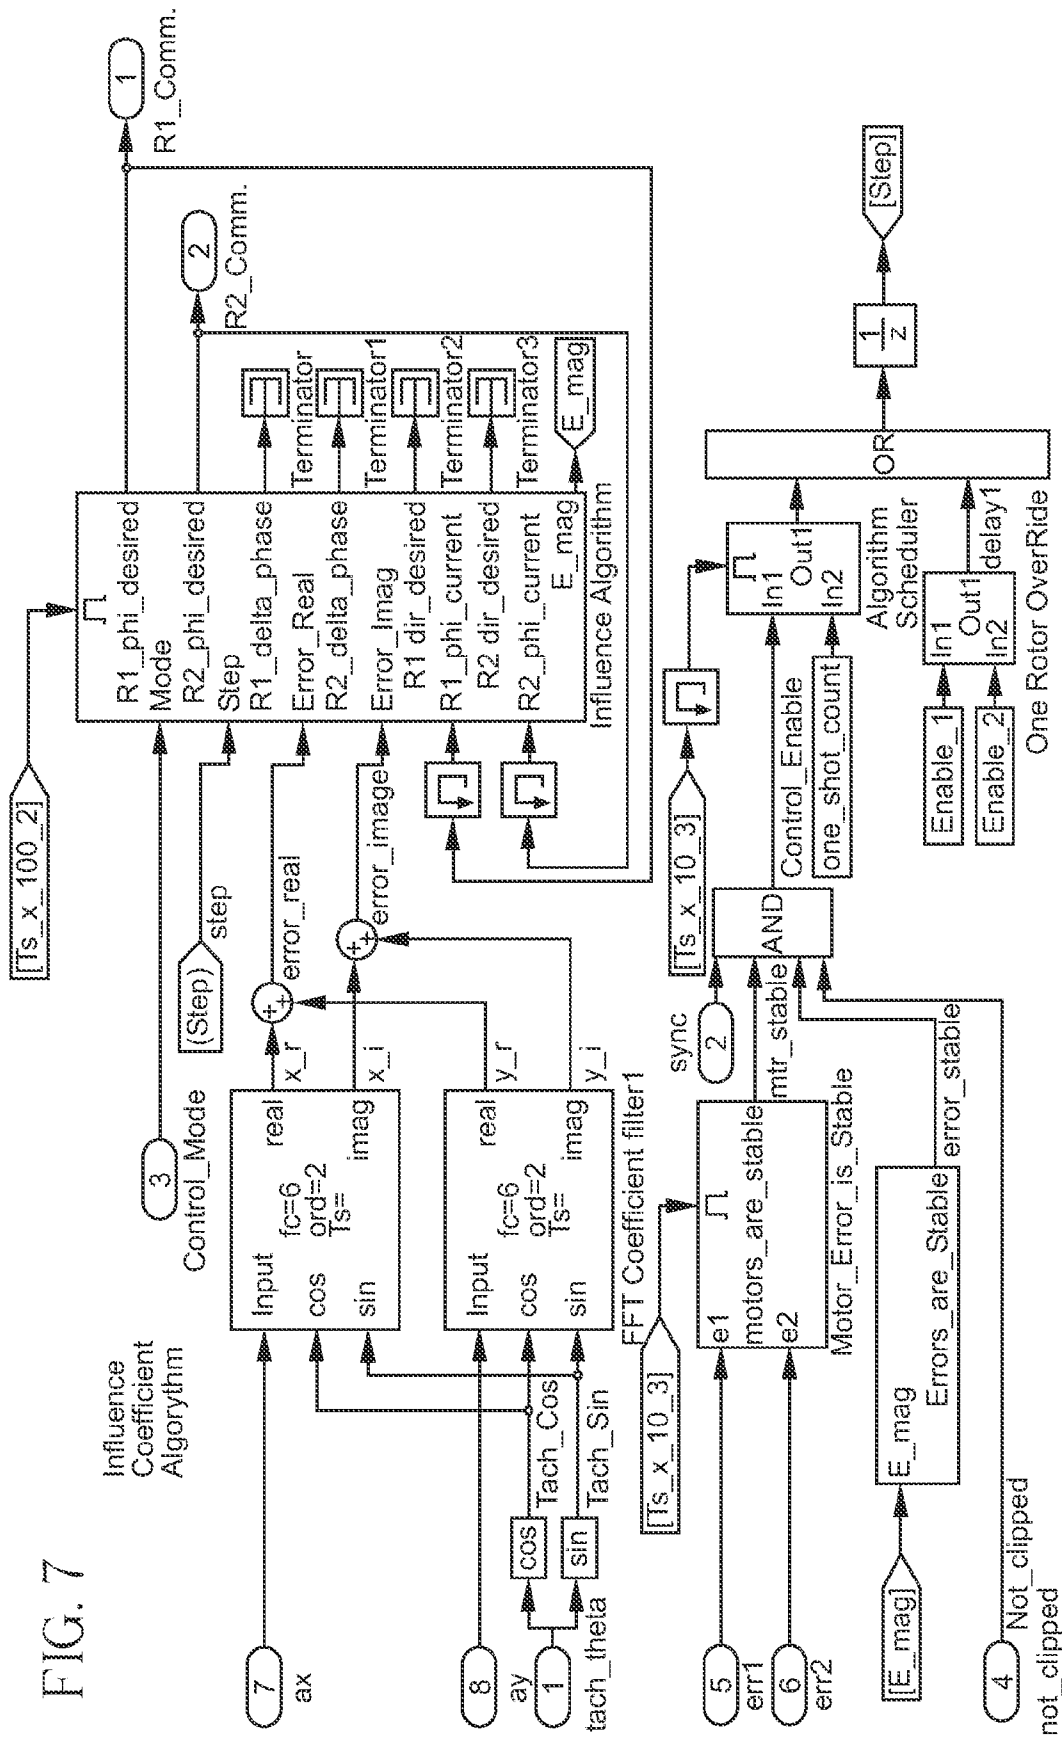 FIG. 7
Influence
Coefficient
Algorythm
7
ax
8
ay
1
tach_theta
cos
Tach_Cos
sin
Tach_Sin
Input
cos
sin
fc=6
ord=2
Ts=
real
imag
x_r
x_i
Input
cos
sin
fc=6
ord=2
Ts=
real
imag
y_r
y_i
FFT Coefficient filter1
3
Control_Mode
(Step)
step
[Ts_x_100_2]
++
error_real
++
error_image
R1_phi_desired
Mode
R2_phi_desired
Step
R1_delta_phase
Error_Real
R2_delta_phase
Error_Imag
R1 dir_desired
R1_phi_current
R2 dir_desired
R2_phi_current
E_mag
Influence Algorithm
Terminator
Terminator1
Terminator2
Terminator3
E_mag
1
R1_Comm.
2
R2_Comm.
[Ts_x_10_3]
5
err1
6
err2
e1
motors_are_stable
e2
Motor_Error_is_Stable
mtr_stable
[E_mag]
E_mag
Errors_are_Stable
error_stable
4
Not_clipped
not_clipped
sync
2
AND
Control_Enable
one_shot_count
[Ts_x_10_3]
In1
Out1
In2
Algorithm
Scheduler
Enable_1
Enable_2
In1
Out1
In2
delay1
One Rotor OverRide
OR
1
z
[Step]